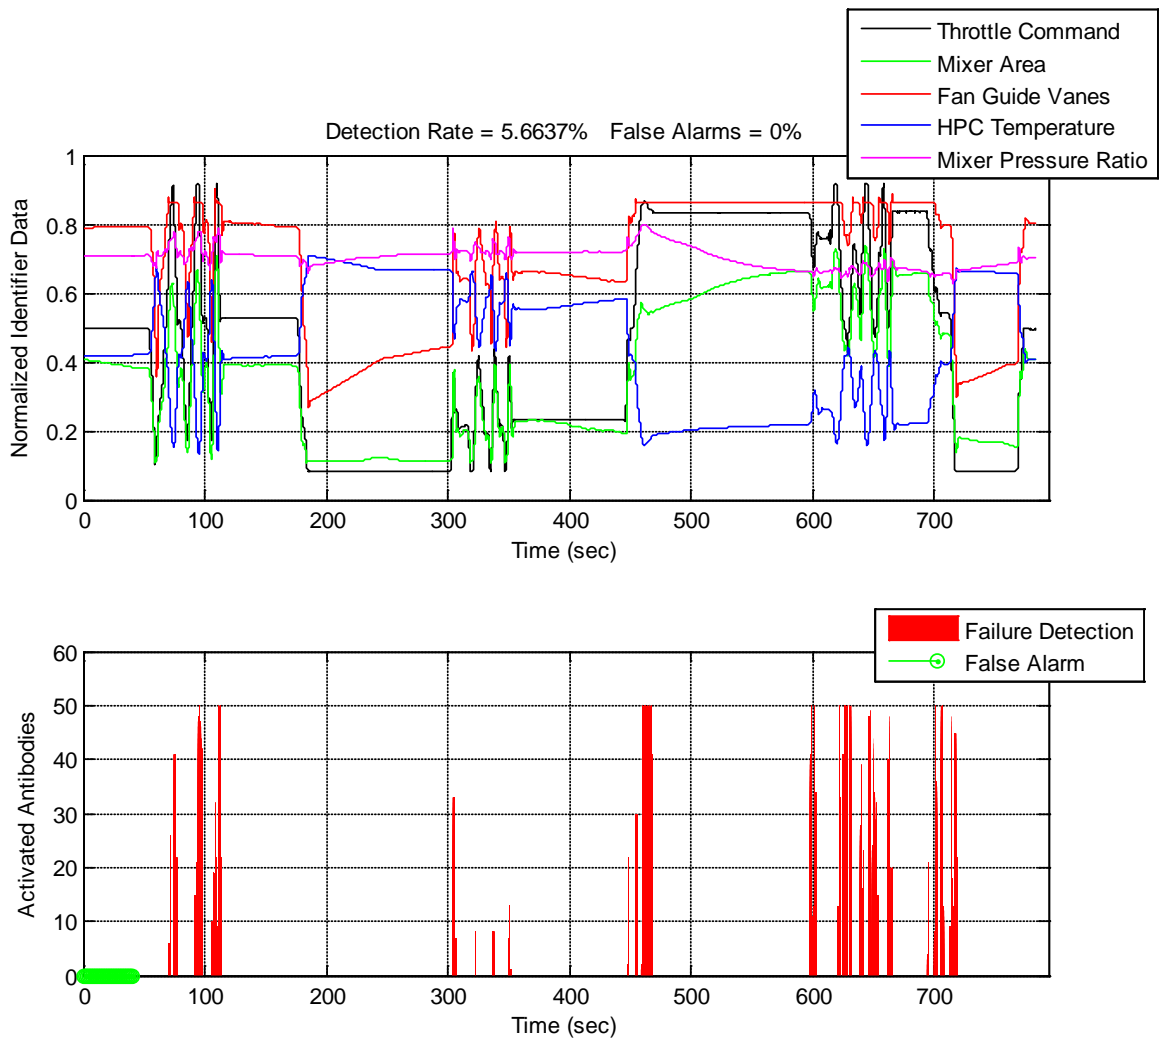 Throttle Command
Mixer Area
Fan Guide Vanes
HPC Temperature
Mixer Pressure Ratio
Detection Rate = 5.6637%   False Alarms = 0%
Normalized Identifier Data
1
0.8
0.6
0.4
0.2
0
0 100 200 300 400 500 600 700
Time (sec)
Failure Detection
False Alarm
Activated Antibodies
60
50
40
30
20
10
0
0 100 200 300 400 500 600 700
Time (sec)